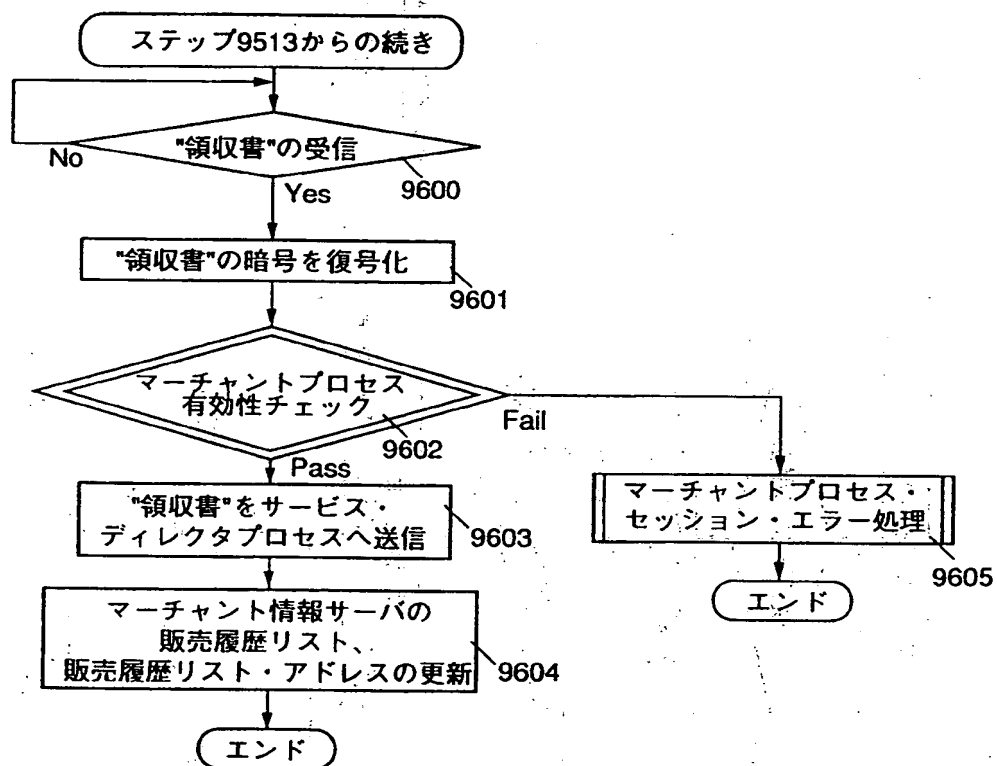 ステップ9513からの続き
"領収書"の受信
No
9600
Yes
"領収書"の暗号を復号化
9601
マーチャントプロセス
有効性チェック
9602
Fail
Pass
"領収書"をサービス・
ディレクタプロセスへ送信
9603
マーチャントプロセス・
セッション・エラー処理
9605
エンド
マーチャント情報サーバの
販売履歴リスト、
販売履歴リスト・アドレスの更新
9604
エンド